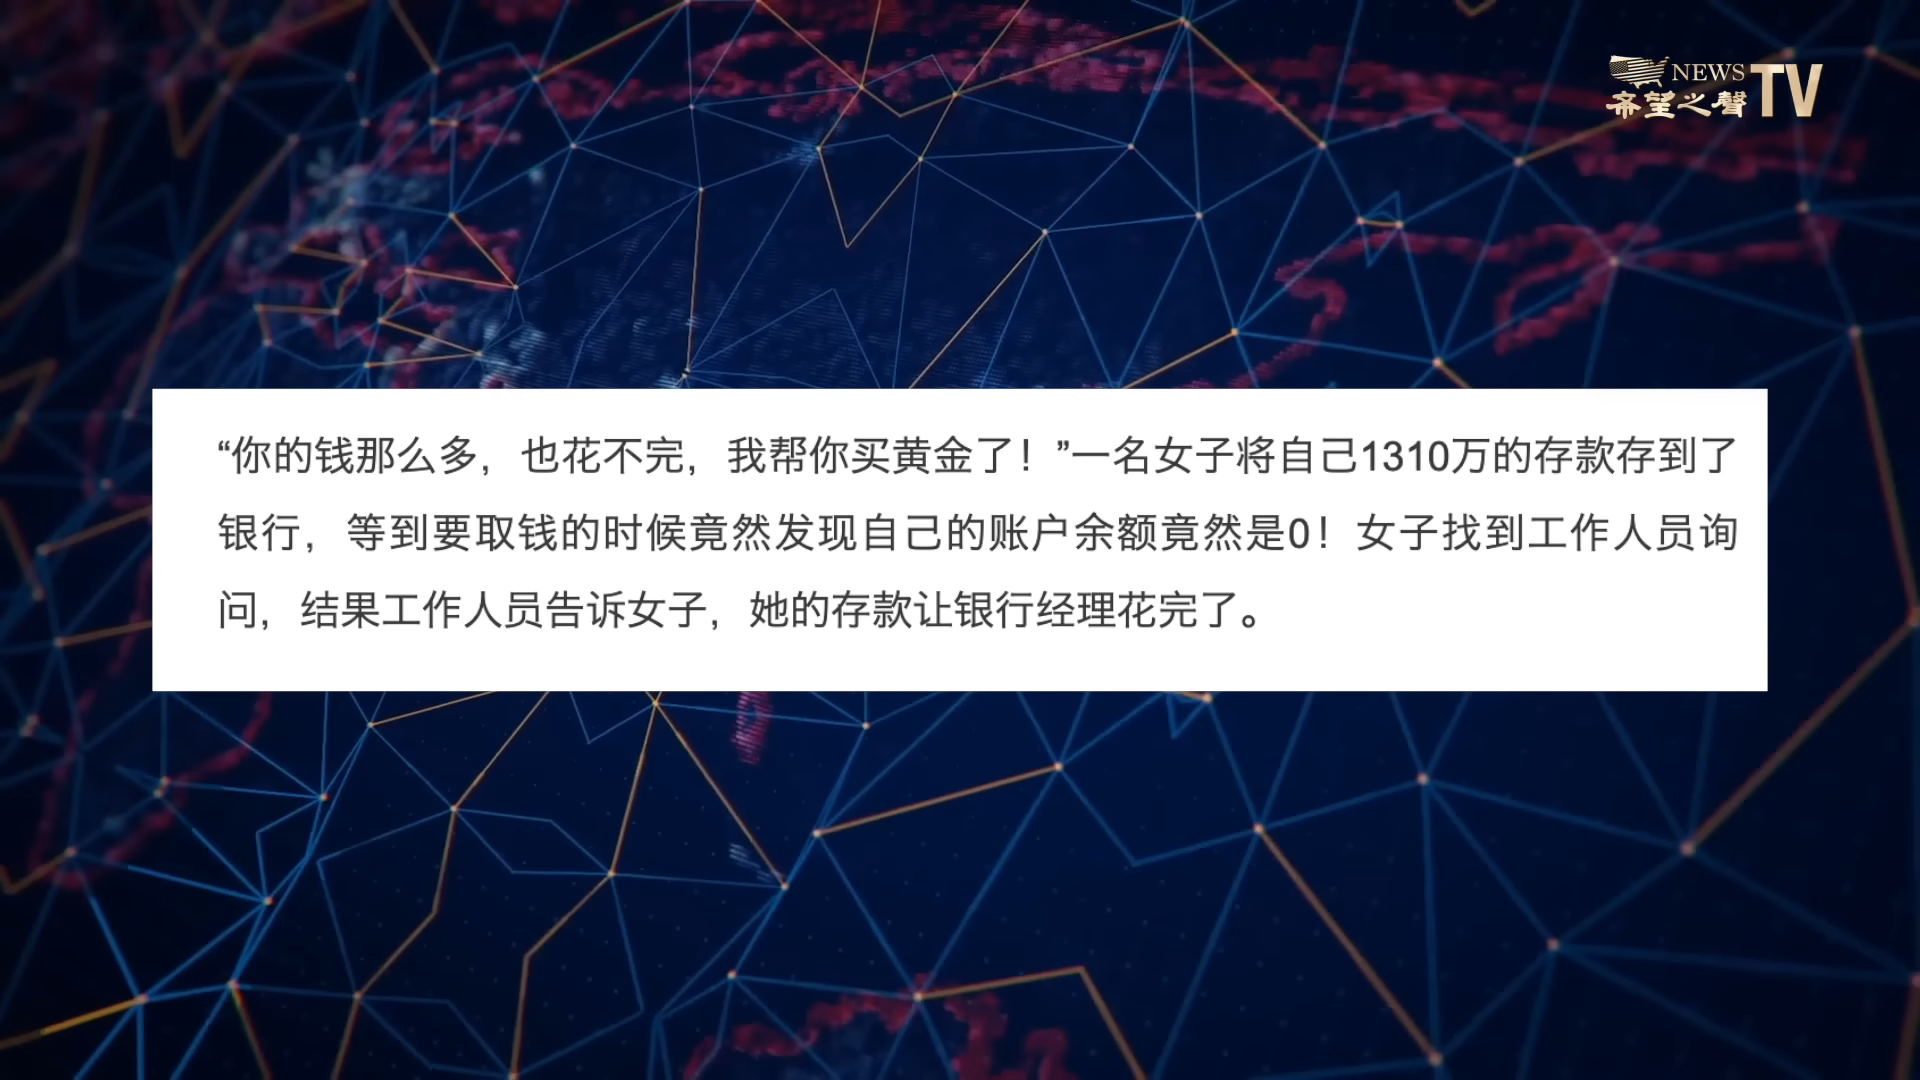 NEWS
希望之聲TV
“你的钱那么多，也花不完，我帮你买黄金了！”一名女子将自己1310万的存款存到了
银行，等到要取钱的时候竟然发现自己的账户余额竟然是0！女子找到工作人员询
问，结果工作人员告诉女子，她的存款让银行经理花完了。